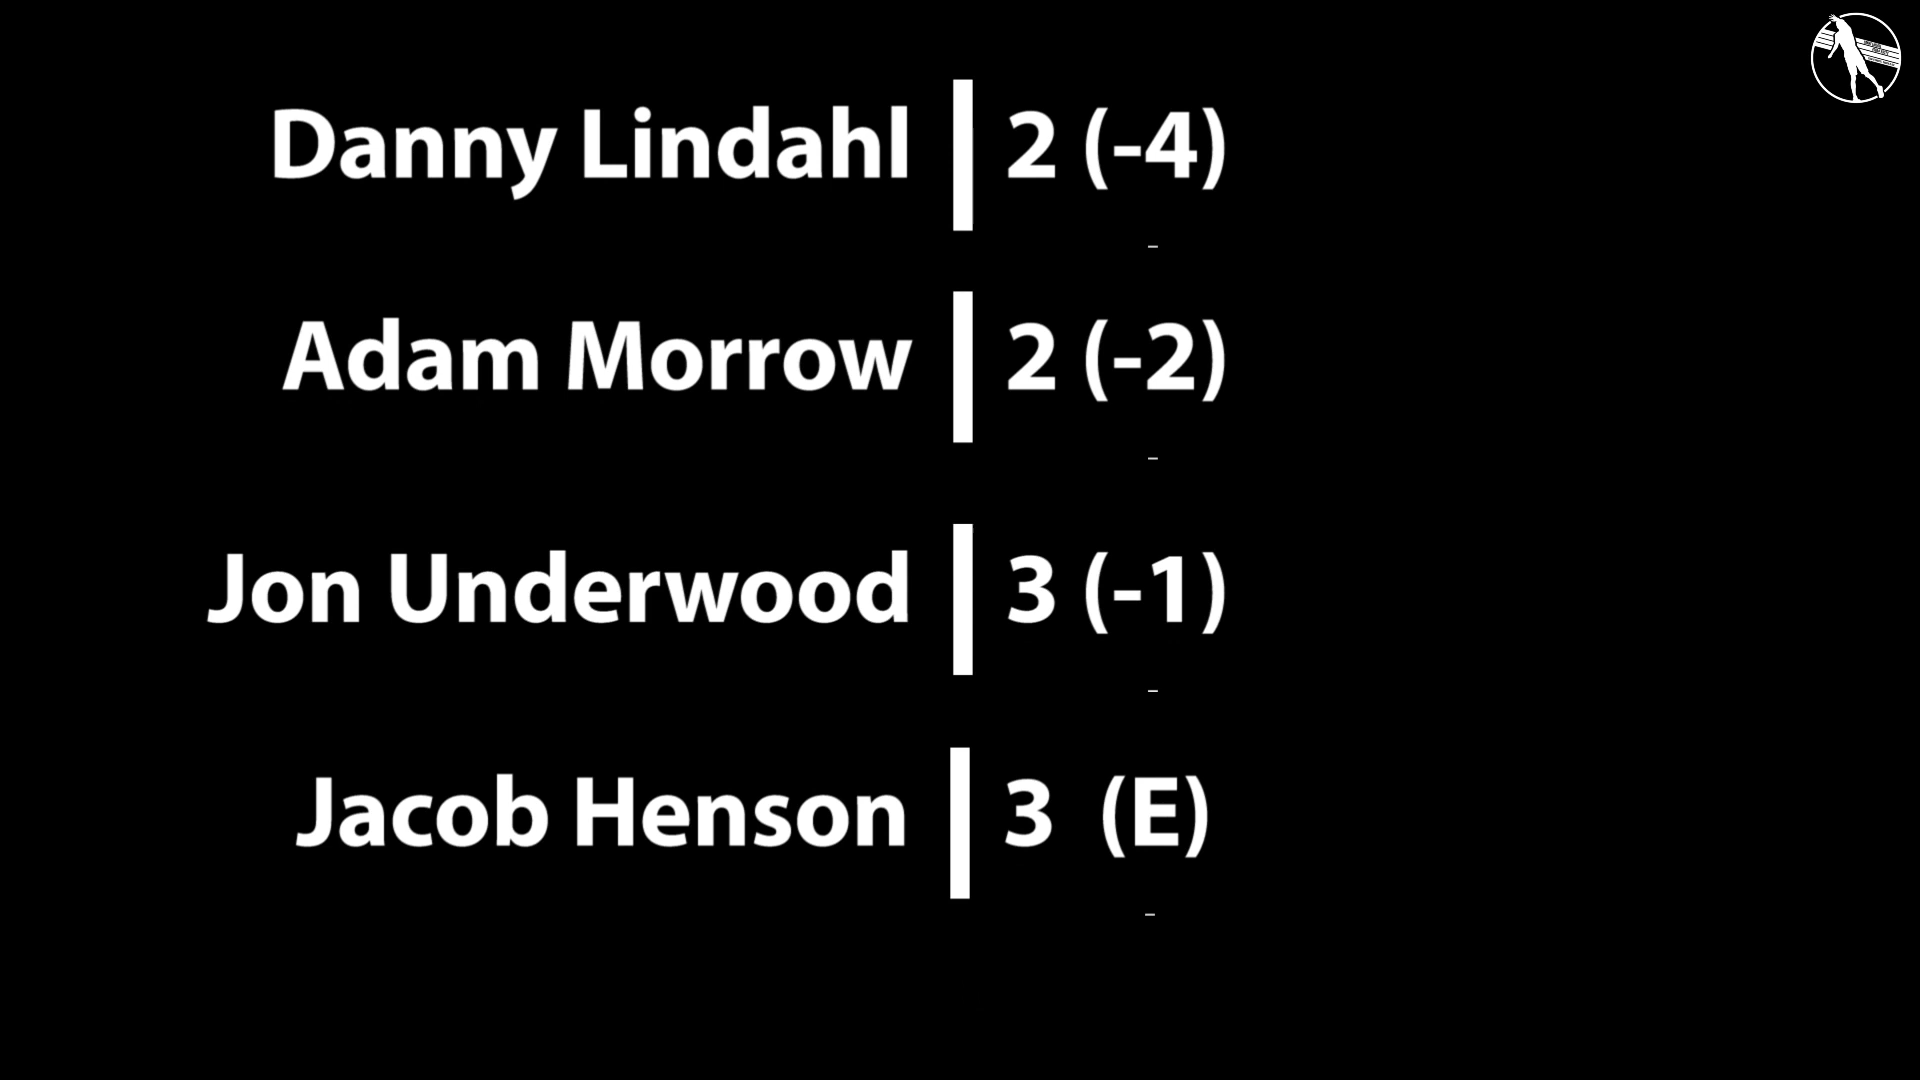 Danny Lindahl | 2 (-4)
Adam Morrow | 2 (-2)
Jon Underwood | 3 (-1)
Jacob Henson | 3 (E)